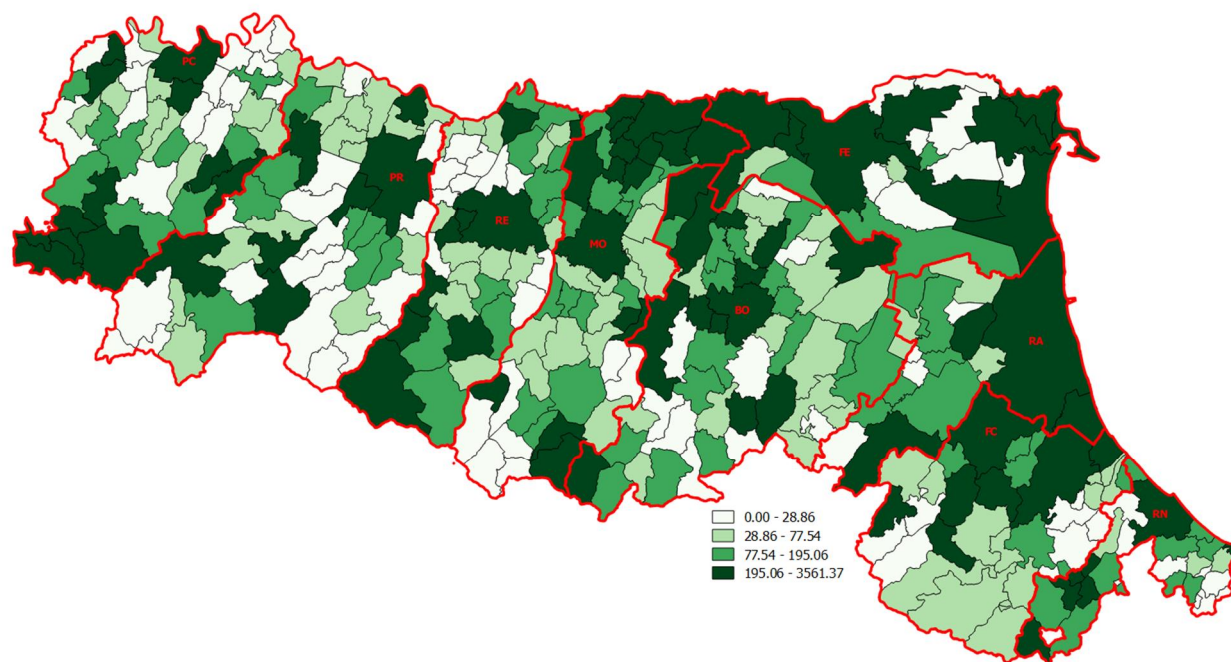 PC
PR
RE
MO
FE
BO
RA
FC
RN
0.00 - 28.86
28.86 - 77.54
77.54 - 195.06
195.06 - 3561.37